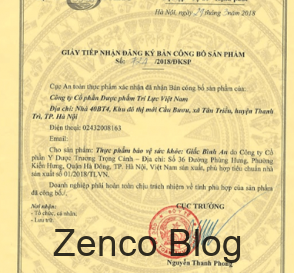 Hà Nội, ngày tháng năm 2018
GIẤY TIẾP NHẬN ĐĂNG KÝ BẢN CÔNG BỐ SẢN PHẨM
Số: /2018/ĐKSP
Cục An toàn thực phẩm xác nhận đã nhận Bản công bố sản phẩm của:
Công ty Cổ phần Dược phẩm Trí Lực Việt Nam
Địa chỉ: Nhà 40BT4, Khu đô thị mới Cầu Bươu, xã Tân Triều, huyện Thanh
Trì, TP. Hà Nội
Điện thoại: 02432008163
Email:
Cho sản phẩm: Thực phẩm bảo vệ sức khỏe: Giấc Bình An do Công ty Cổ
phần Y Dược Trường Trọng Cảnh – Địa chỉ: Số 36 Đường Phùng Hưng, Phường
Kiến Hưng, Quận Hà Đông, TP. Hà Nội, Việt Nam sản xuất, phù hợp tiêu chuẩn nhà
sản xuất số 01/2018/TLVN.
Doanh nghiệp phải hoàn toàn chịu trách nhiệm về tính phù hợp của sản phẩm
đã công bố./.
Nơi nhận:
- Tổ chức, cá nhân;
- Lưu trữ.
CỤC TRƯỞNG
Zenco Blog
Nguyễn Thanh Phong